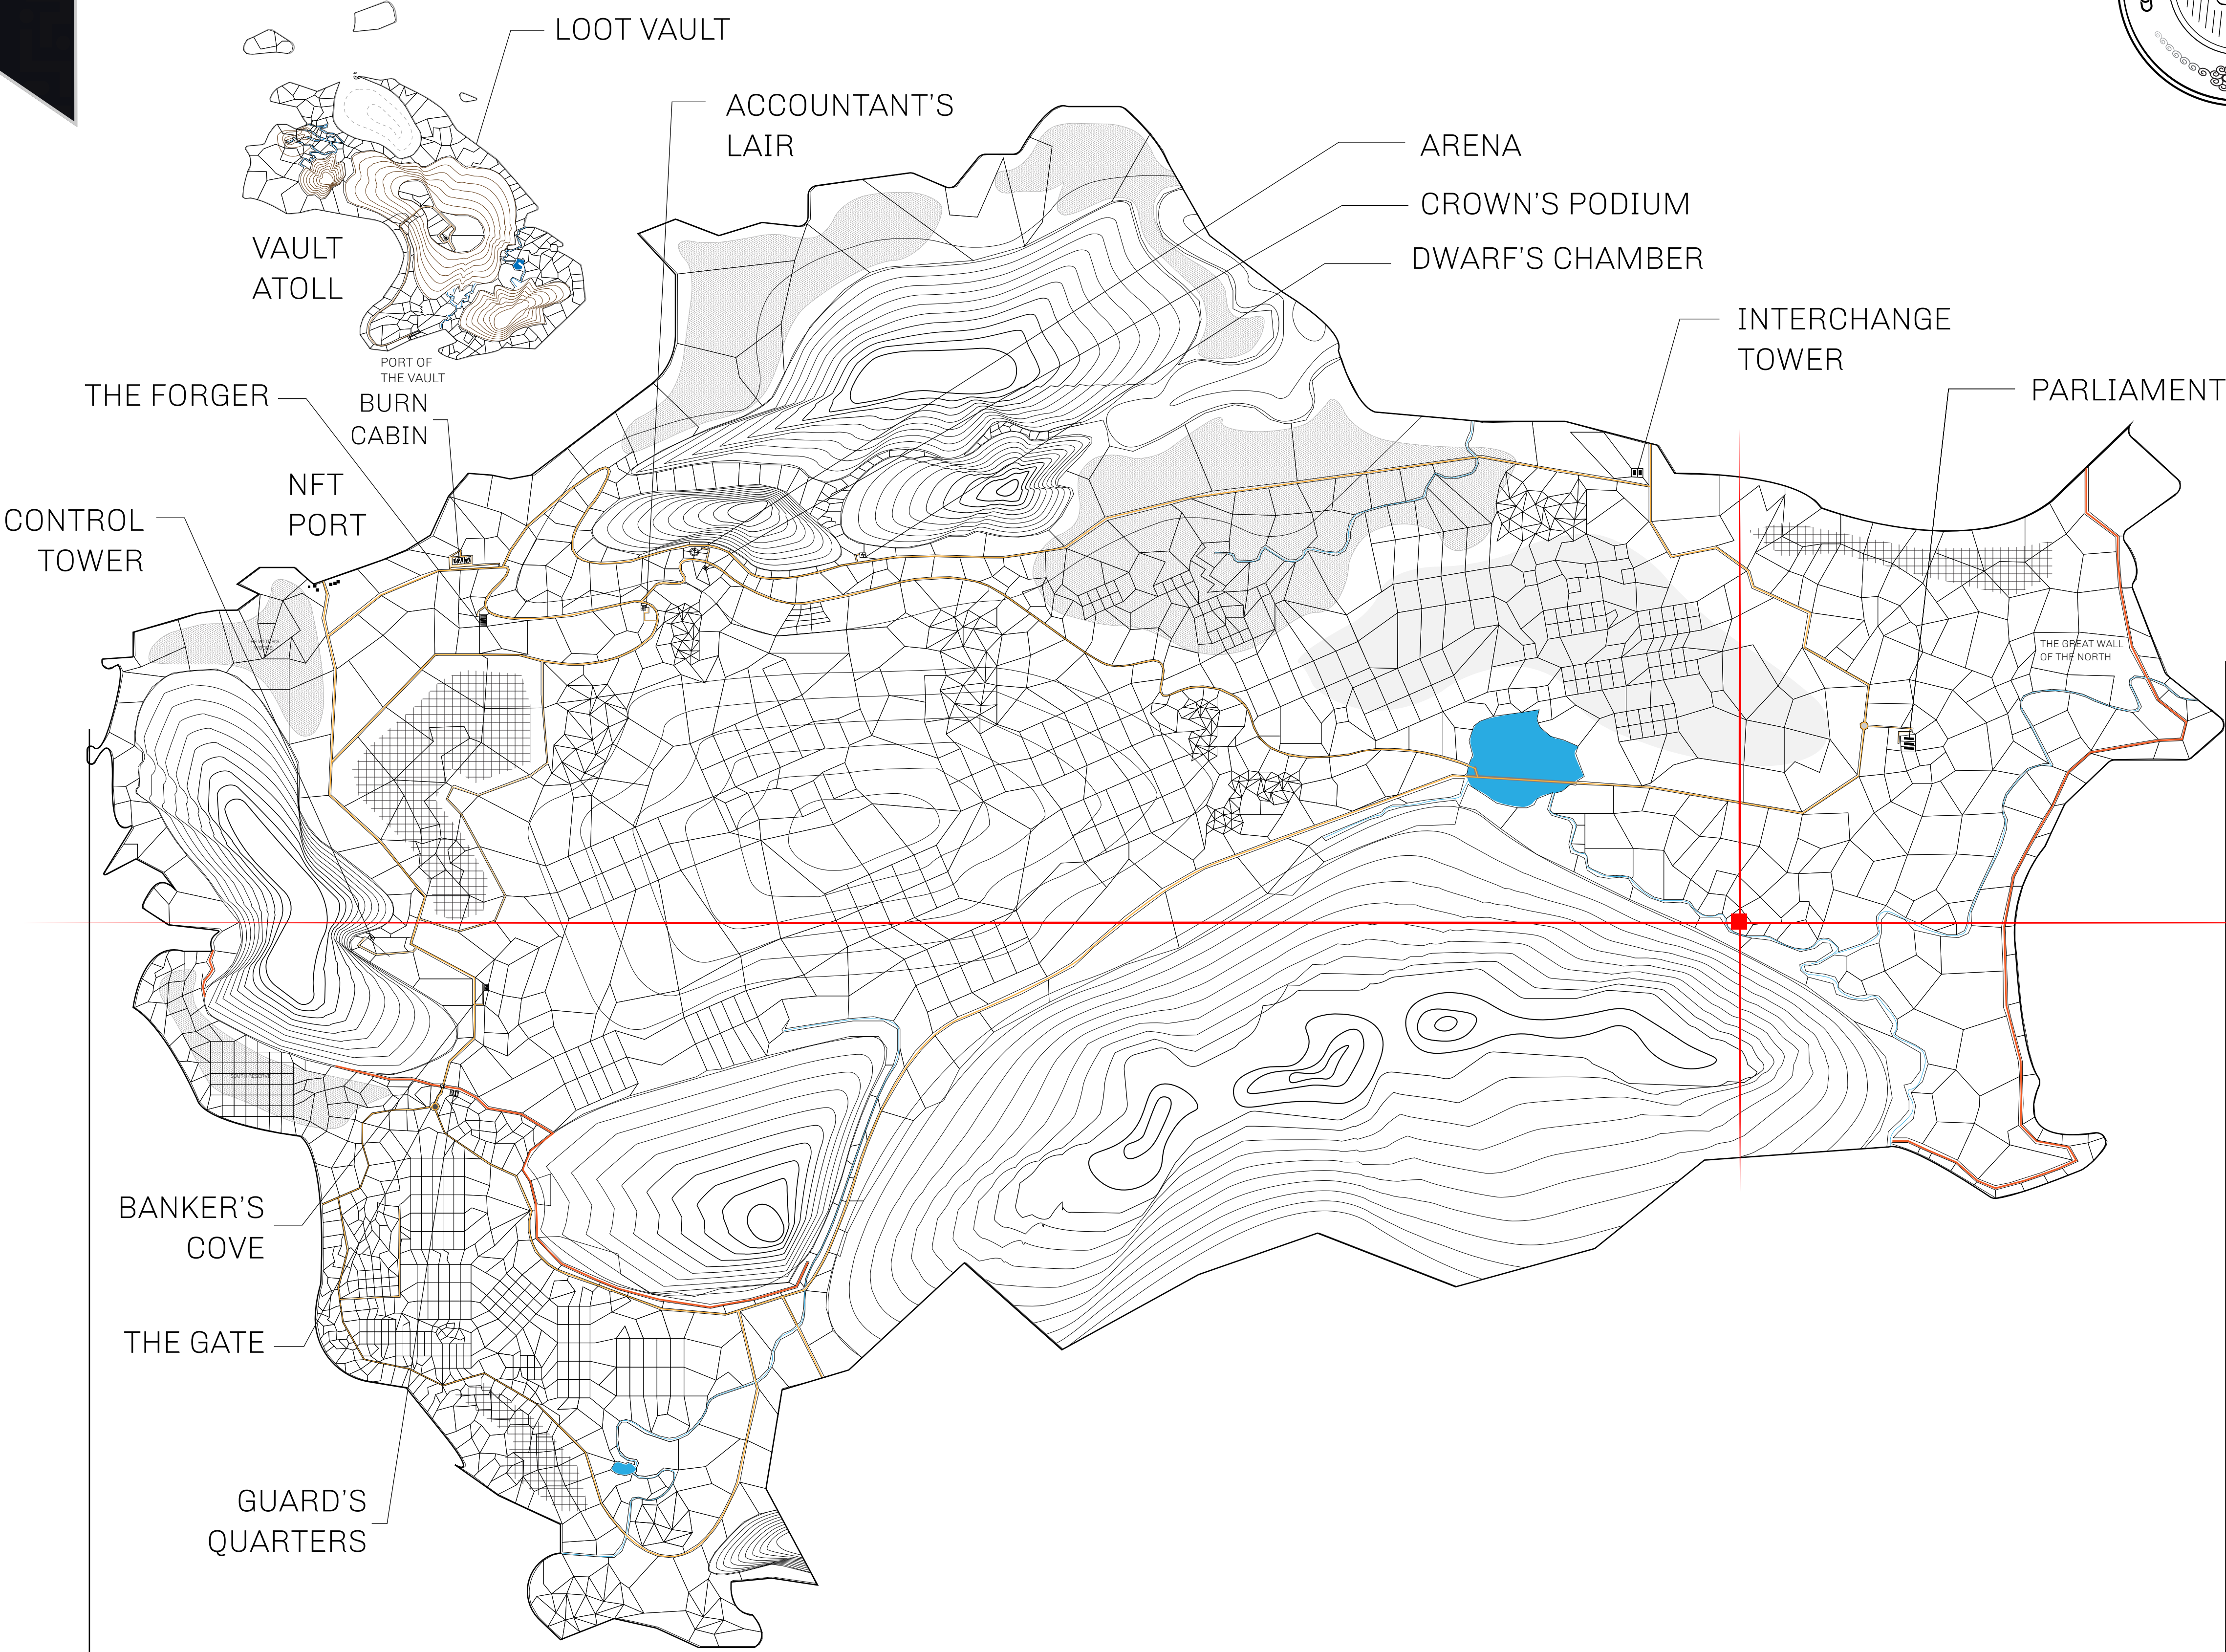 LOOT VAULT
ACCOUNTANT'S
LAIR
ARENA
CROWN'S PODIUM
DWARF'S CHAMBER
VAULT
ATOLL
INTERCHANGE
TOWER
PORT OF
THE VAULT
PARLIAMENT
THE FORGER
BURN
CABIN
NFT
PORT
CONTROL
TOWER
THE GREAT WALL
OF THE NORTH
SOUTH RESERVE
BANKER'S
COVE
THE GATE
GUARD'S
QUARTERS